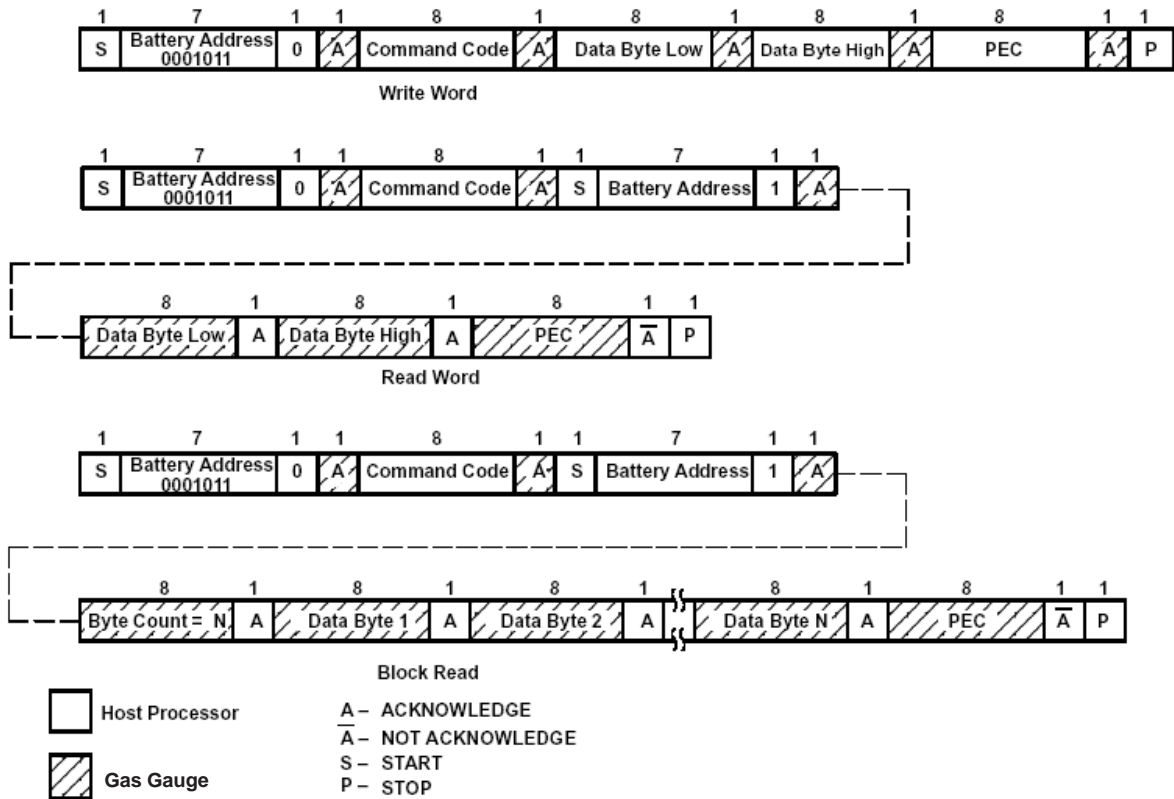 1 7 1 1 8 1 8 1 8 1 8 1 1
S Battery Address 0001011 0 A Command Code A Data Byte Low A Data Byte High A PEC A P
Write Word
1 7 1 1 8 1 1 7 1 1
S Battery Address 0001011 0 A Command Code A S Battery Address 1 A
8 1 8 1 8 1 1
Data Byte Low A Data Byte High A PEC A̅ P
Read Word
1 7 1 1 8 1 1 7 1 1
S Battery Address 0001011 0 A Command Code A S Battery Address 1 A
8 1 8 1 8 1 8 1 8 1 1
Byte Count = N A Data Byte 1 A Data Byte 2 A Data Byte N A PEC A̅ P
Block Read
Host Processor
Gas Gauge
A – ACKNOWLEDGE
A̅ – NOT ACKNOWLEDGE
S – START
P – STOP